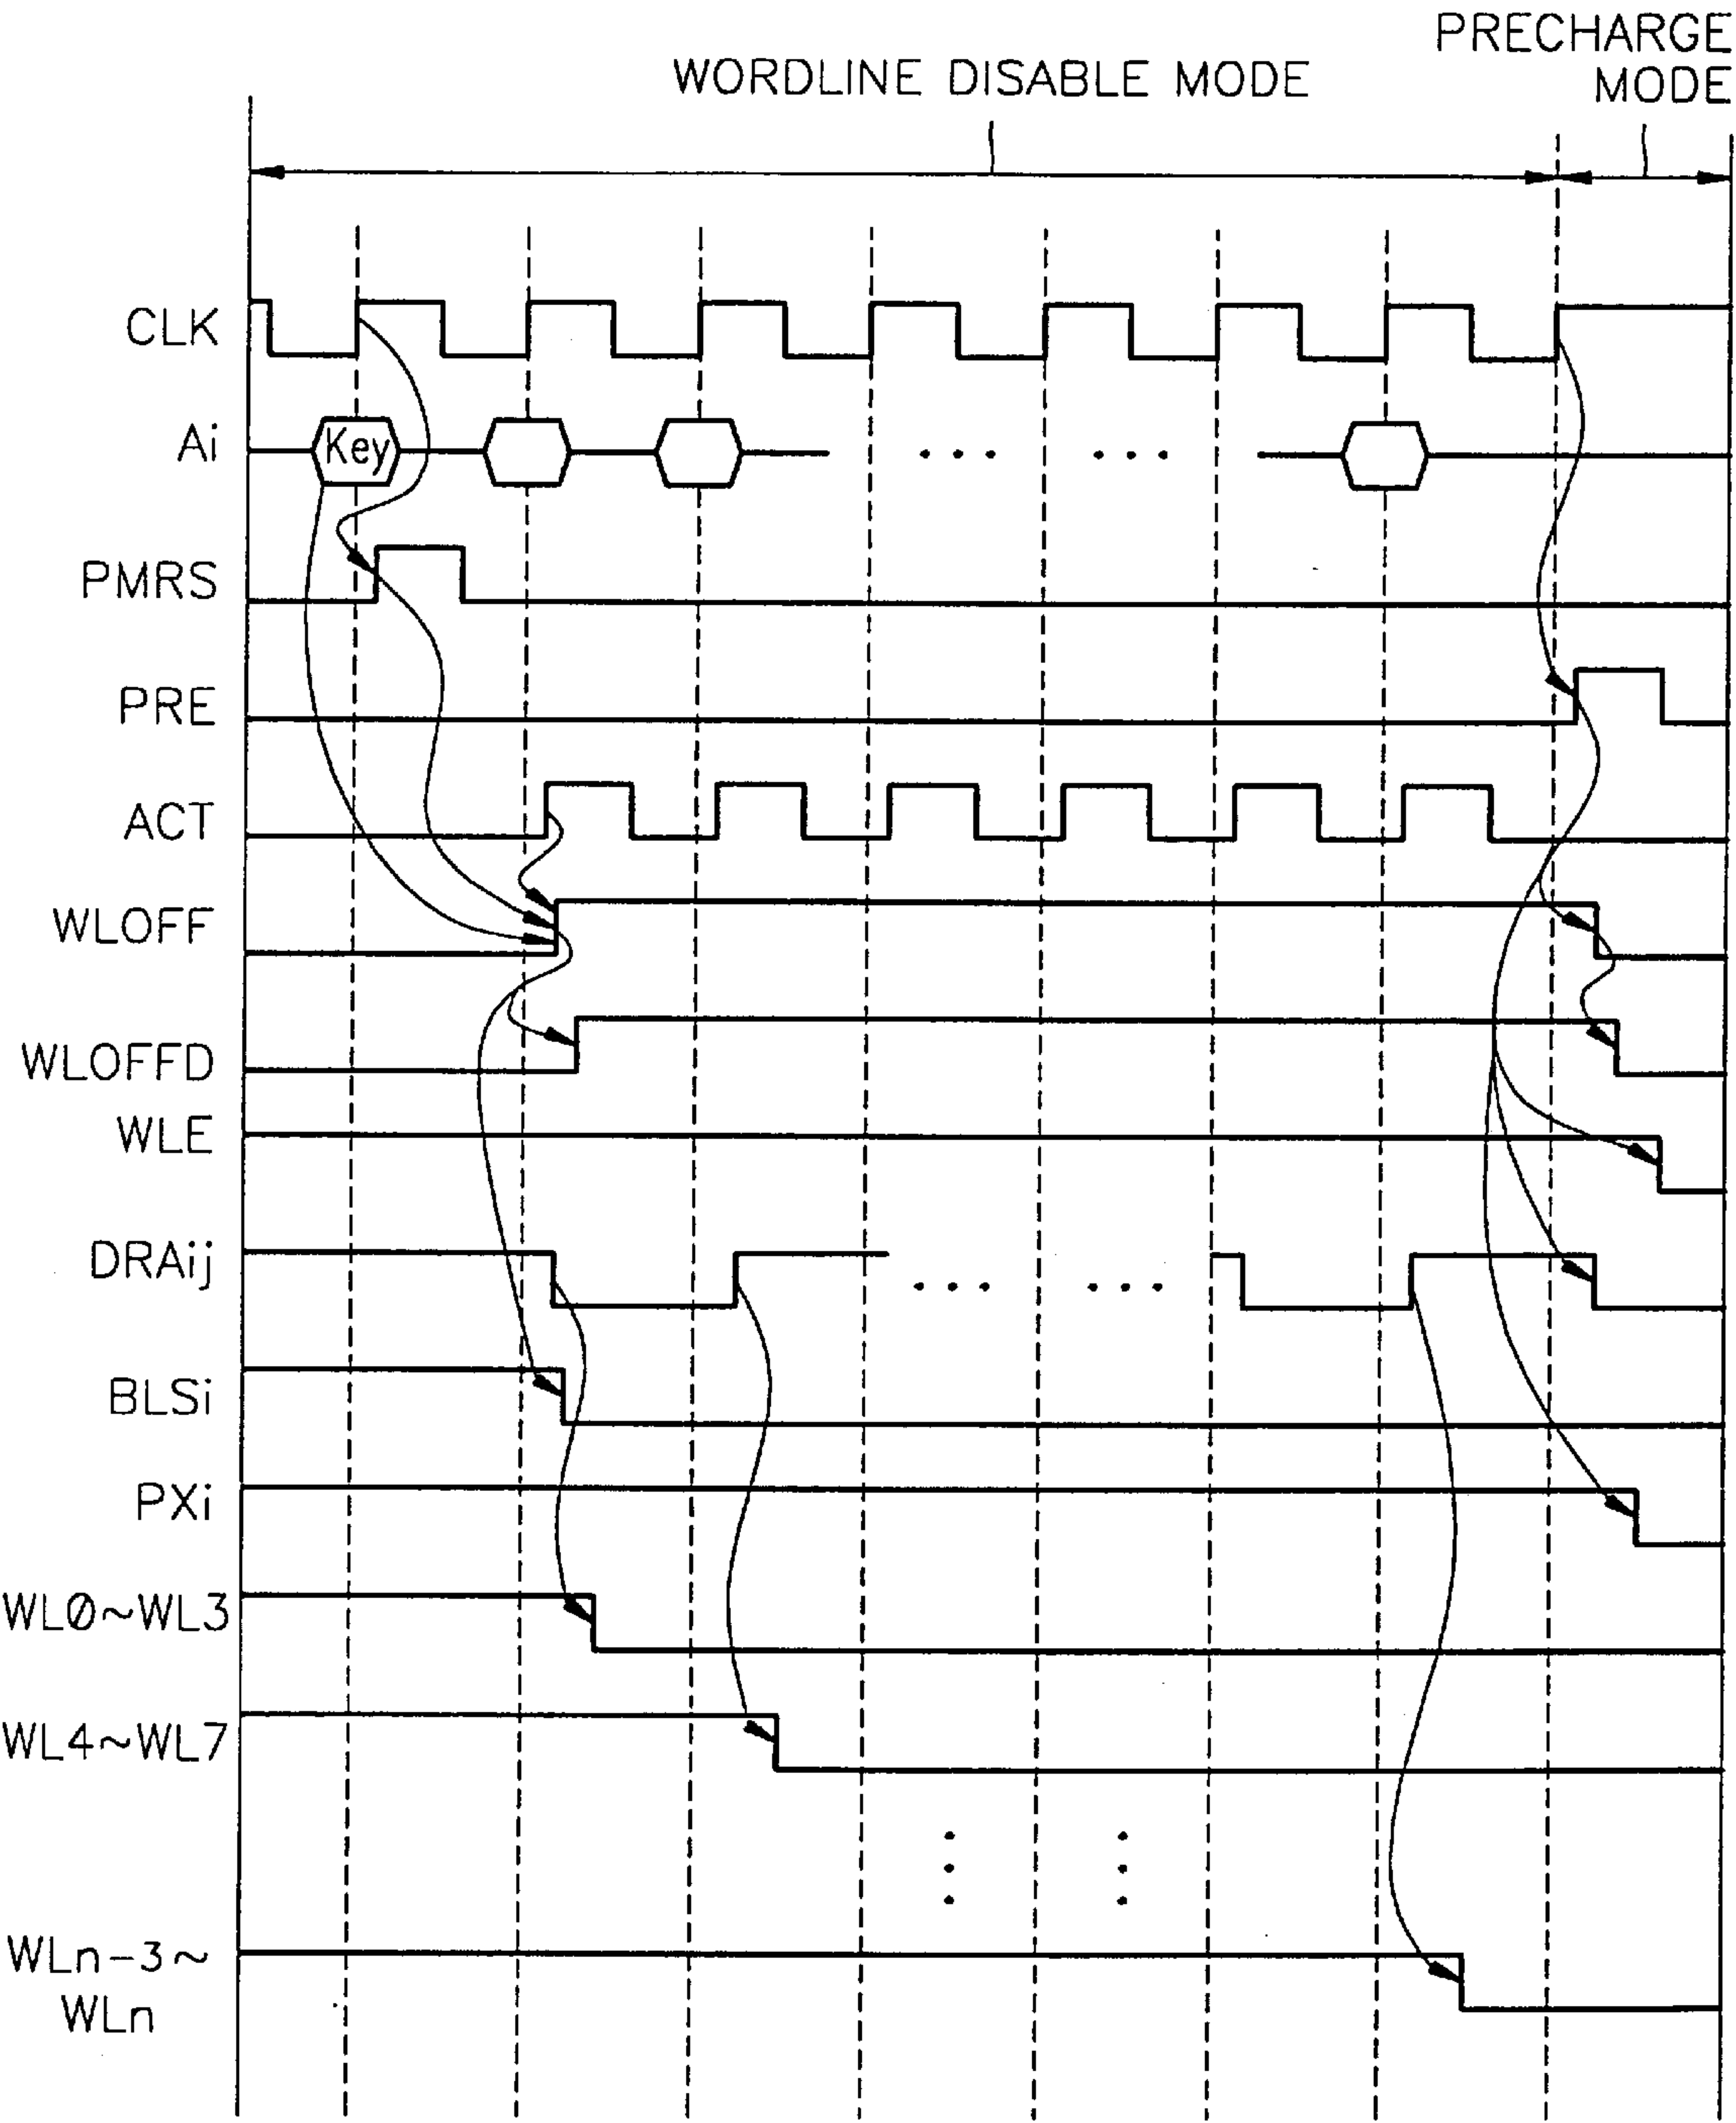 PRECHARGE
MODE
WORDLINE DISABLE MODE
CLK
Ai
Key
PMRS
PRE
ACT
WLOFF
WLOFFD
WLE
DRAij
BLSi
PXi
WL0~WL3
WL4~WL7
WLn-3~
WLn